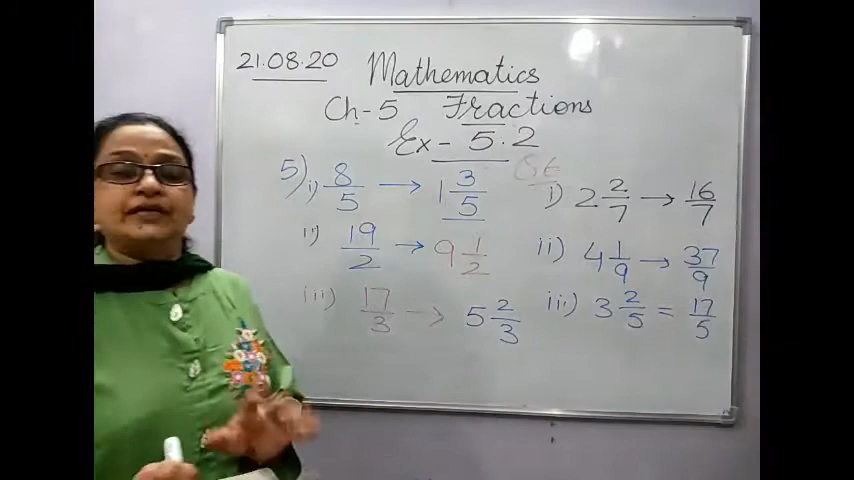 21.08.20 Mathematics
Ch-5 Fractions
Ex- 5.2
5) i) 8/5 → 1 3/5
ii) 19/2 → 9 1/2
iii) 17/3 → 5 2/3
i) 2 2/7 → 16/7
ii) 4 1/9 → 37/9
iii) 3 2/5 = 17/5